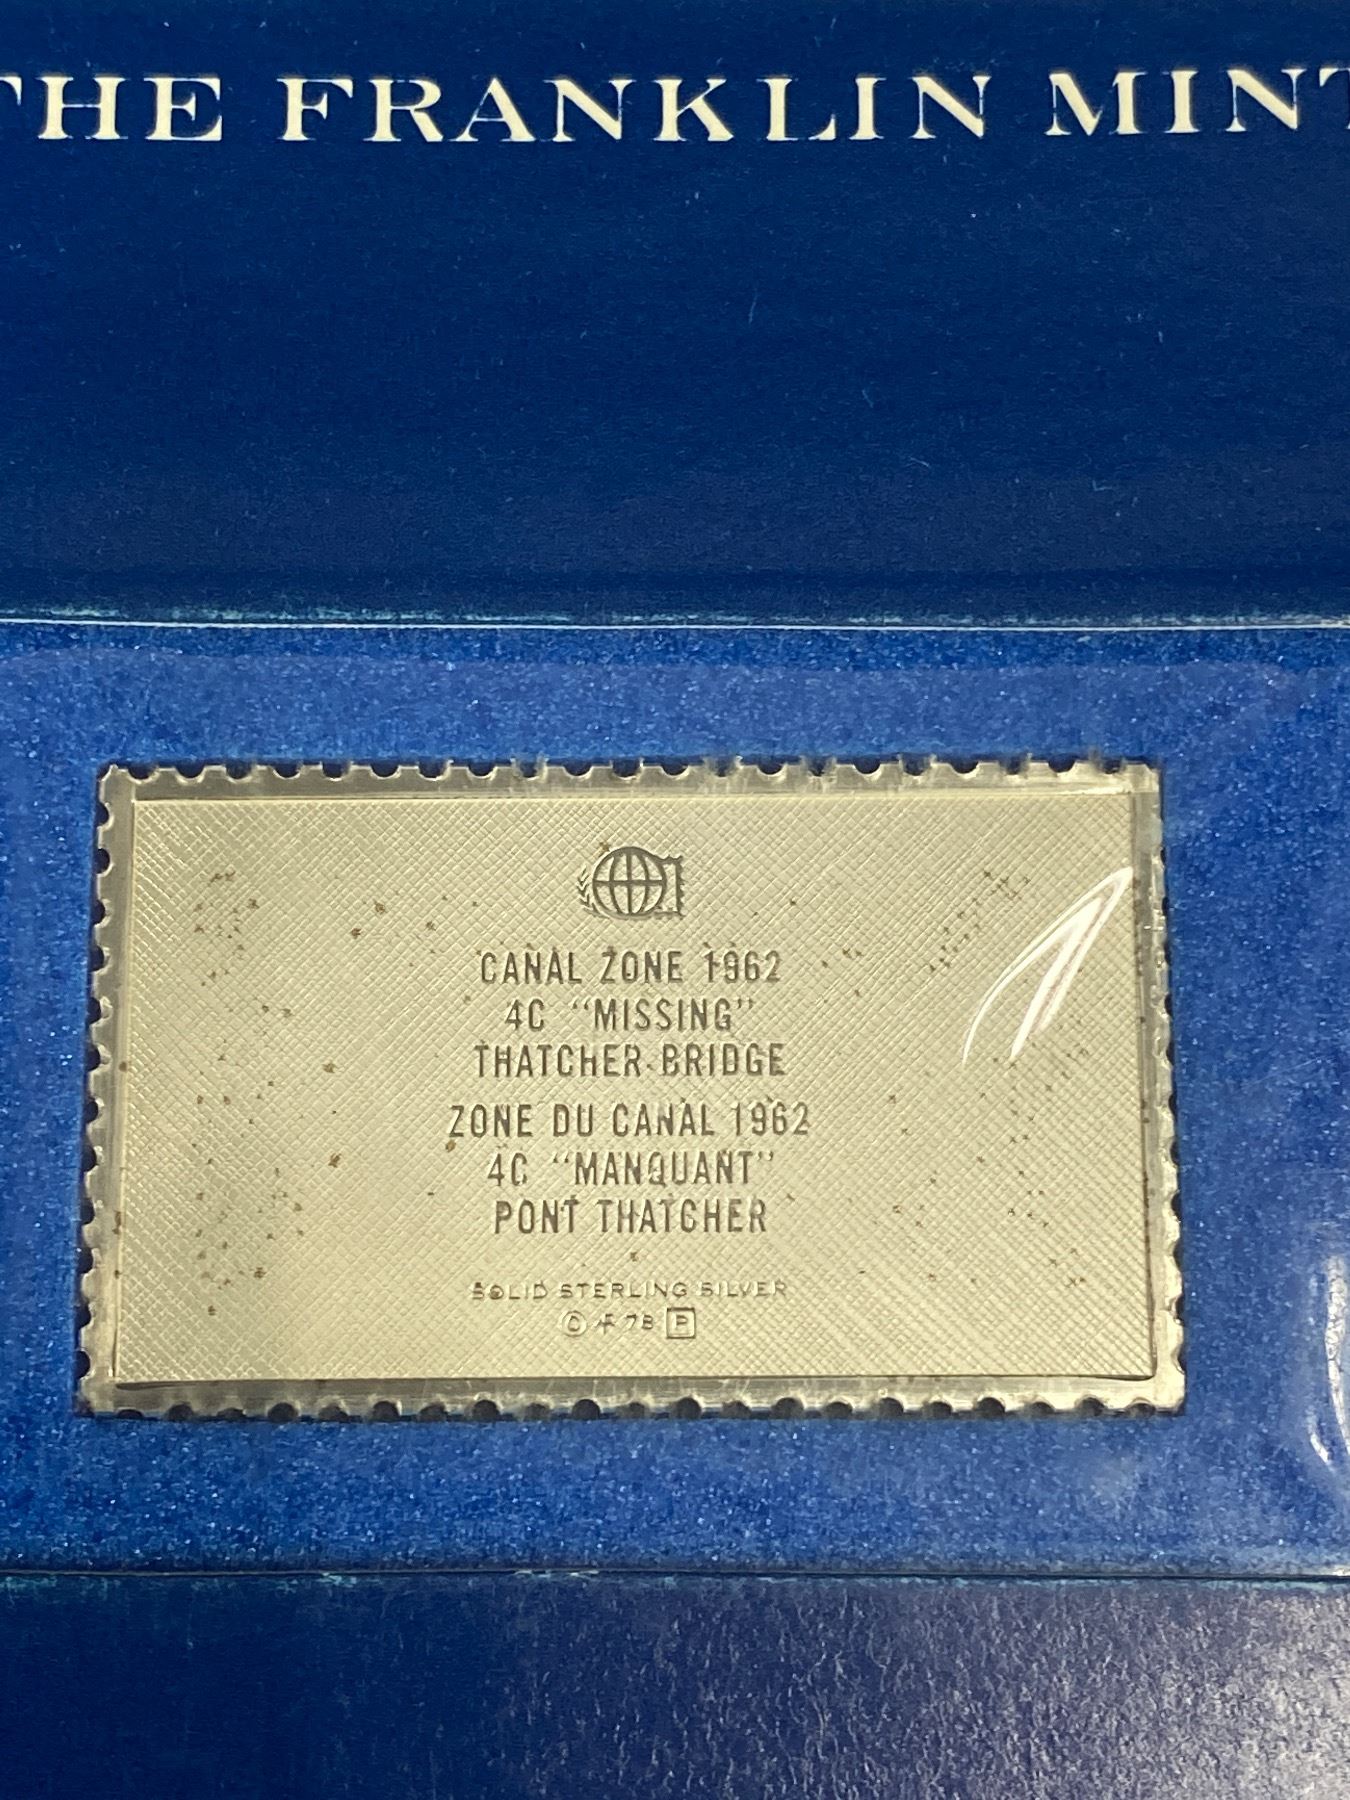 THE FRANKLIN MINT
CANAL ZONE 1962
4C "MISSING"
THATCHER BRIDGE
ZONE DU CANAL 1962
4C "MANQUANT"
PONT THATCHER
SOLID STERLING SILVER
© 78 P